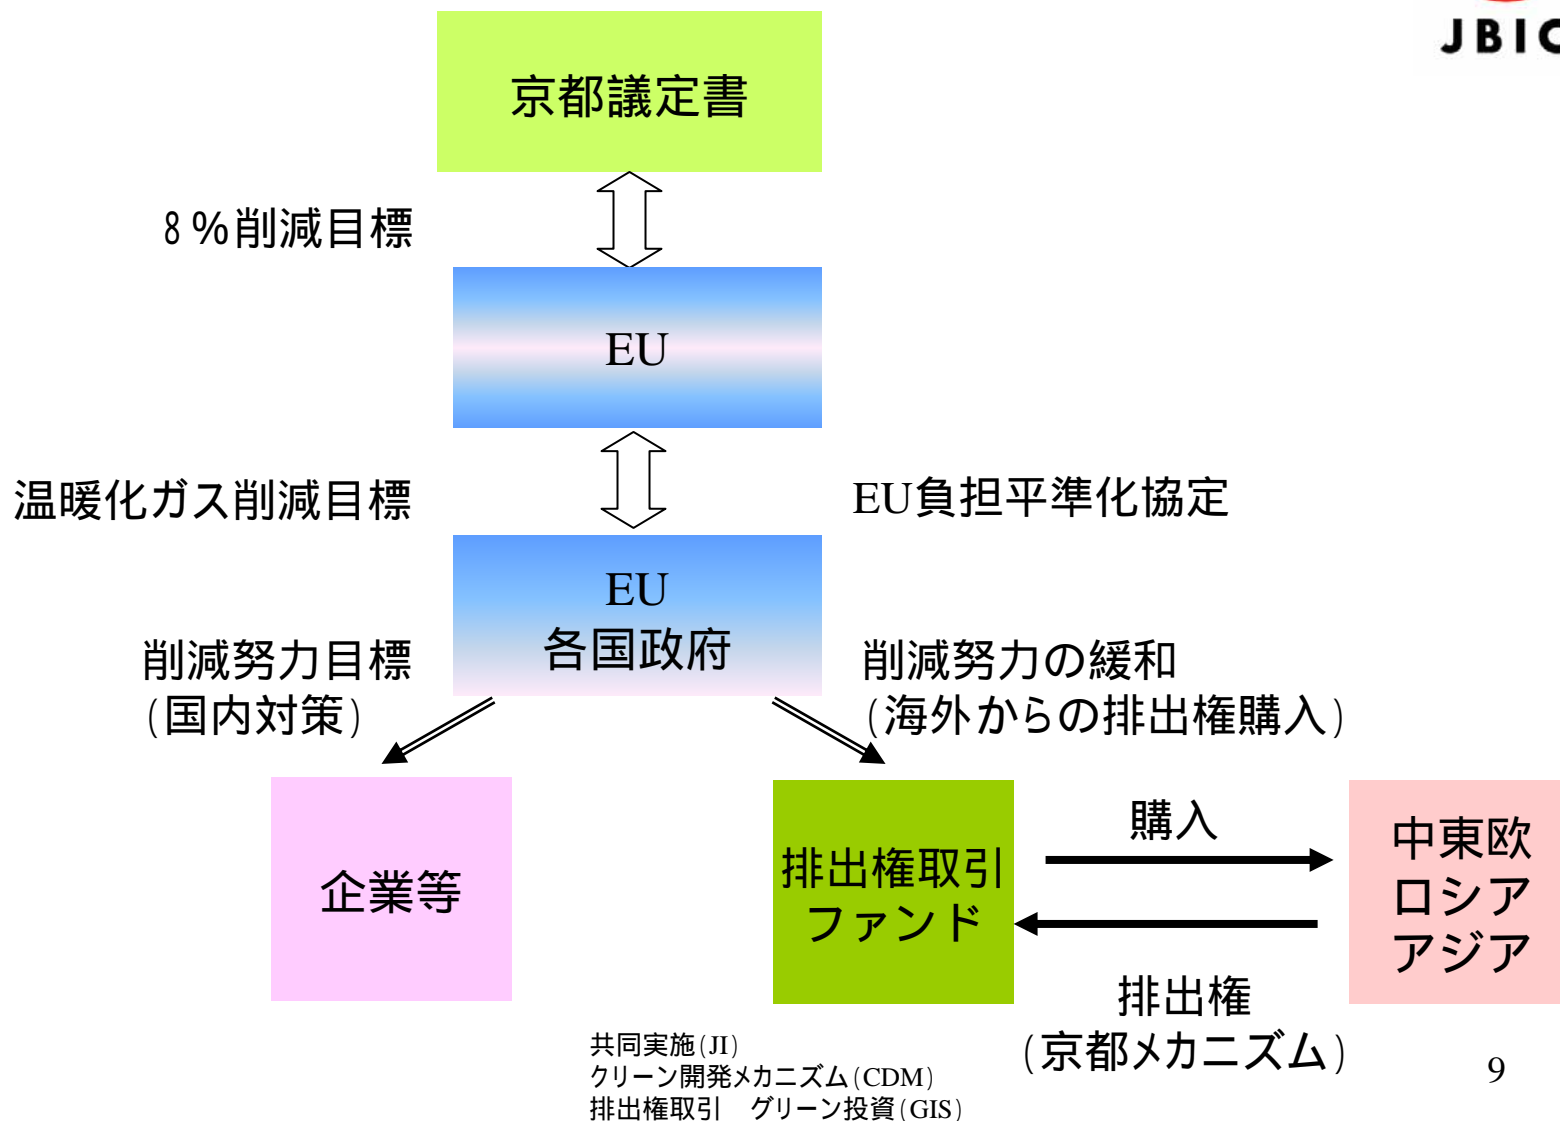 JBIC
京都議定書
8%削減目標
EU
温暖化ガス削減目標
EU負担平準化協定
EU
各国政府
削減努力目標
(国内対策)
削減努力の緩和
(海外からの排出権購入)
企業等
排出権取引
ファンド
購入
中東欧
ロシア
アジア
排出権
(京都メカニズム)
共同実施(JI)
クリーン開発メカニズム(CDM)
排出権取引 グリーン投資(GIS)
9